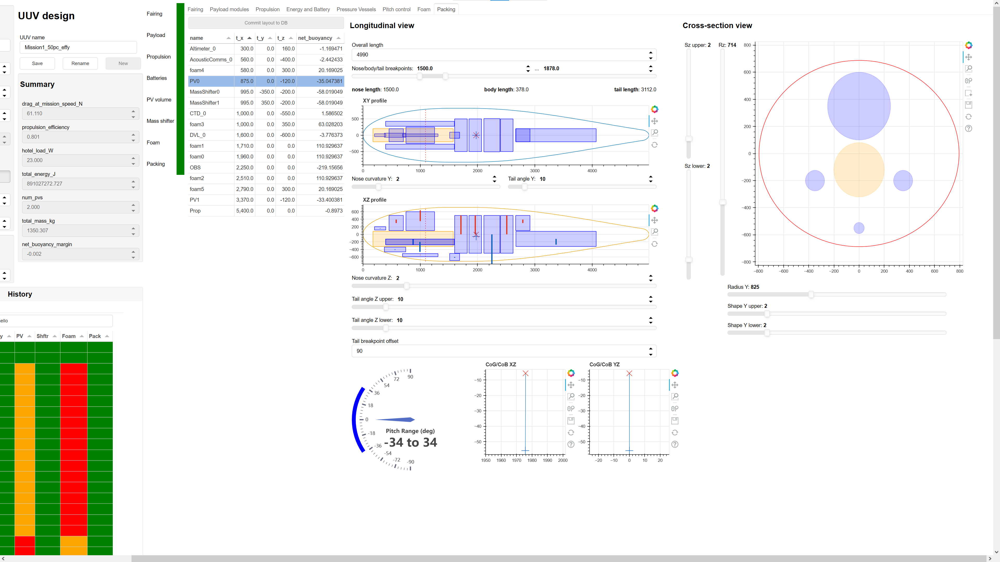 UUV design
UUV name
Mission1_50pc_effy
Save Rename New
Summary
drag_at_mission_speed_N
61.110
propulsion_efficiency
0.801
hotel_load_W
23.000
total_energy_J
891027272.727
num_pvs
2.000
total_mass_kg
1350.307
net_buoyancy_margin
-0.002
History
ello
y PV Shftr Foam Pack
Fairing
Payload
Propulsion
Batteries
PV volume
Mass shifter
Foam
Packing
Fairing Payload modules Propulsion Energy and Battery Pressure Vessels Pitch control Foam Packing
Commit layout to DB
name t_x t_y t_z net_buoyancy
Altimeter_0 300.0 0.0 160.0 -1.169471
AcousticComms_0 560.0 0.0 -400.0 -2.442433
foam4 580.0 0.0 300.0 20.169025
PV0 875.0 0.0 -120.0 -35.047381
MassShifter0 995.0 -350.0 -200.0 -58.019049
MassShifter1 995.0 350.0 -200.0 -58.019049
CTD_0 1,000.0 0.0 -550.0 1.586502
foam3 1,000.0 0.0 350.0 63.028203
DVL_0 1,600.0 0.0 -600.0 -3.776373
foam1 1,710.0 0.0 0.0 110.929637
foam0 1,960.0 0.0 0.0 110.929637
OBS 2,250.0 0.0 0.0 -219.15656
foam2 2,510.0 0.0 0.0 110.929637
foam5 2,790.0 0.0 300.0 20.169025
PV1 3,370.0 0.0 -120.0 -33.400381
Prop 5,400.0 0.0 0.0 -0.8973
Longitudinal view
Overall length
4990
Nose/body/tail breakpoints: 1500.0 ... 1878.0
nose length: 1500.0 body length: 378.0 tail length: 3112.0
XY profile
500
0
−500
0 1000 2000 3000 4000
Nose curvature Y: 2 Tail angle Y: 10
XZ profile
600
400
200
0
−200
−400
−600
0 1000 2000 3000 4000
Nose curvature Z: 2
Tail angle Z upper: 10
Tail angle Z lower: 10
Tail breakpoint offset
90
90
72
54
36
18
0
-18
-36
-54
-72
-90
Pitch Range (deg)
-34 to 34
CoG/CoB XZ
−10
−20
−30
−40
−50
1950 1960 1970 1980 1990 2000
CoG/CoB YZ
−10
−20
−30
−40
−50
−20 −10 0 10 20
Cross-section view
Sz upper: 2 Rz: 714
Sz lower: 2
800
600
400
200
0
−200
−400
−600
−800
−800 −600 −400 −200 0 200 400 600 800
Radius Y: 825
Shape Y upper: 2
Shape Y lower: 2